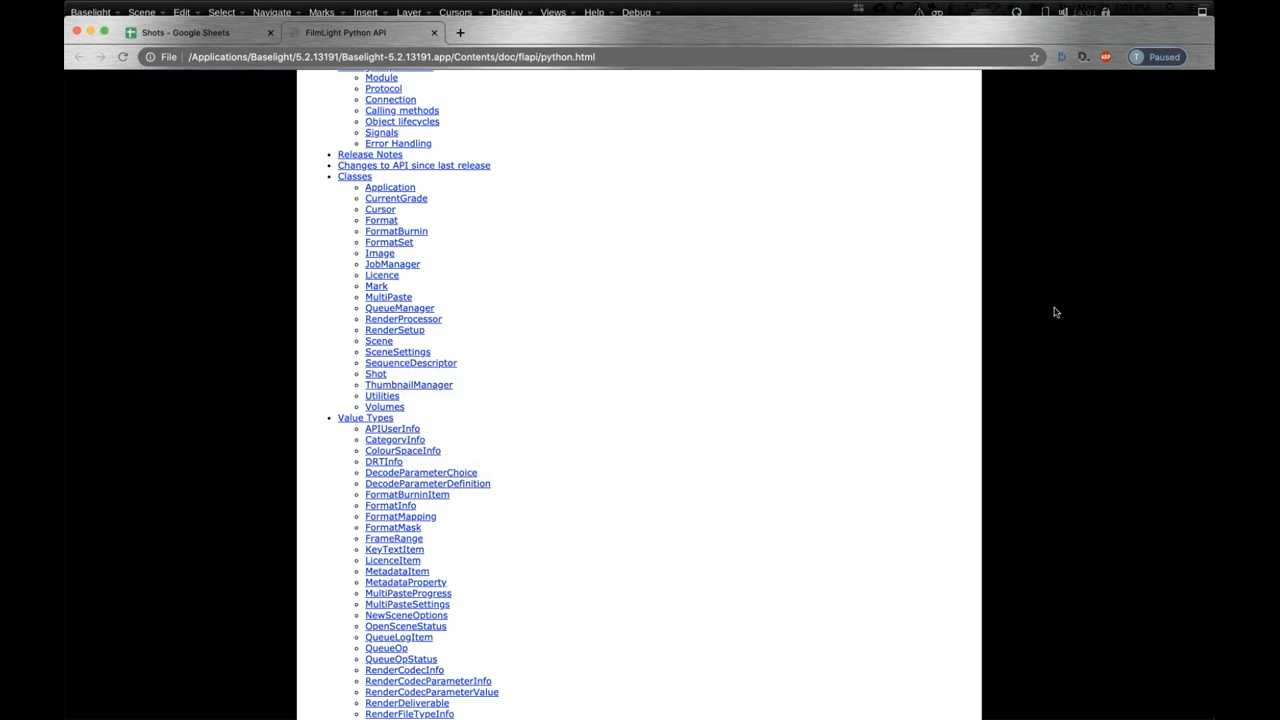 Baselight Scene Edit Select Navigate Marks Insert Layer Cursors Display Views Help Debug
Shots - Google Sheets
FilmLight Python API
File /Applications/Baselight/5.2.13191/Baselight-5.2.13191.app/Contents/doc/flapi/python.html
ABP
T Paused
Module
Protocol
Connection
Calling methods
Object lifecycles
Signals
Error Handling
Release Notes
Changes to API since last release
Classes
Application
CurrentGrade
Cursor
Format
FormatBurnin
FormatSet
Image
JobManager
Licence
Mark
MultiPaste
QueueManager
RenderProcessor
RenderSetup
Scene
SceneSettings
SequenceDescriptor
Shot
ThumbnailManager
Utilities
Volumes
Value Types
APIUserInfo
CategoryInfo
ColourSpaceInfo
DRTInfo
DecodeParameterChoice
DecodeParameterDefinition
FormatBurninItem
FormatInfo
FormatMapping
FormatMask
FrameRange
KeyTextItem
LicenceItem
MetadataItem
MetadataProperty
MultiPasteProgress
MultiPasteSettings
NewSceneOptions
OpenSceneStatus
QueueLogItem
QueueOp
QueueOpStatus
RenderCodecInfo
RenderCodecParameterInfo
RenderCodecParameterValue
RenderDeliverable
RenderFileTypeInfo